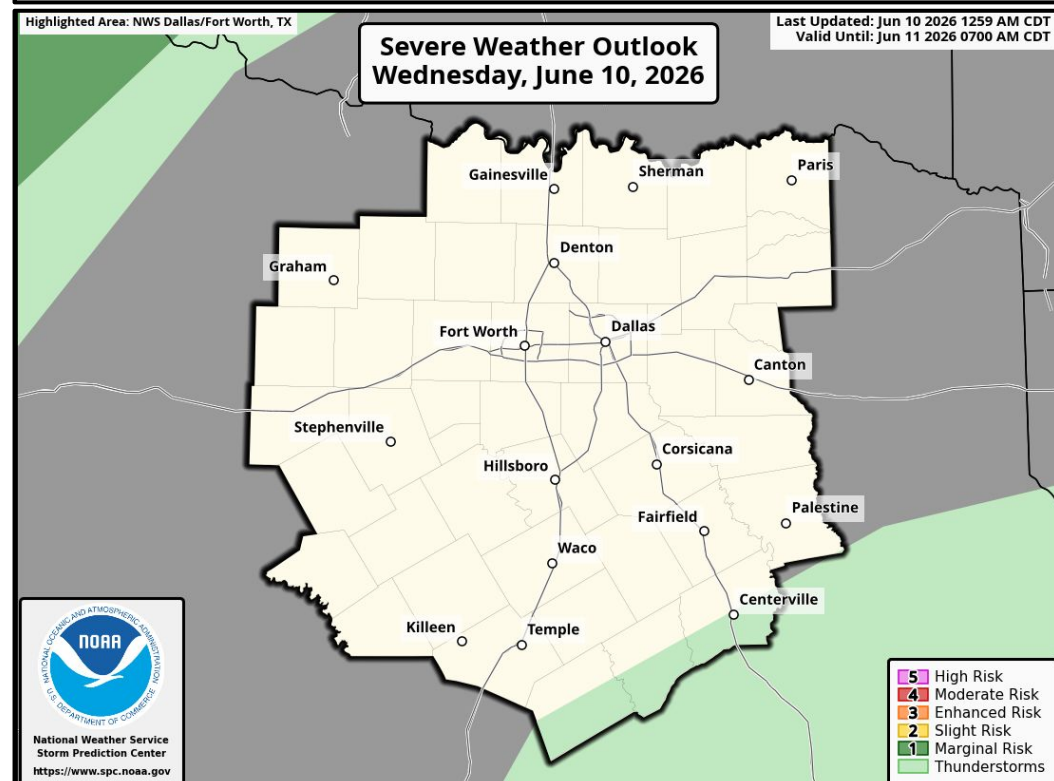 Highlighted Area: NWS Dallas/Fort Worth, TX
Last Updated: Jun 10 2026 1259 AM CDT
Valid Until: Jun 11 2026 0700 AM CDT
Severe Weather Outlook
Wednesday, June 10, 2026
Gainesville
Sherman
Paris
Denton
Graham
Fort Worth
Dallas
Canton
Stephenville
Corsicana
Hillsboro
Palestine
Fairfield
Waco
Centerville
Killeen
Temple
NATIONAL OCEANIC AND ATMOSPHERIC ADMINISTRATION
NOAA
U.S. DEPARTMENT OF COMMERCE
National Weather Service
Storm Prediction Center
https://www.spc.noaa.gov
5 High Risk
4 Moderate Risk
3 Enhanced Risk
2 Slight Risk
1 Marginal Risk
Thunderstorms